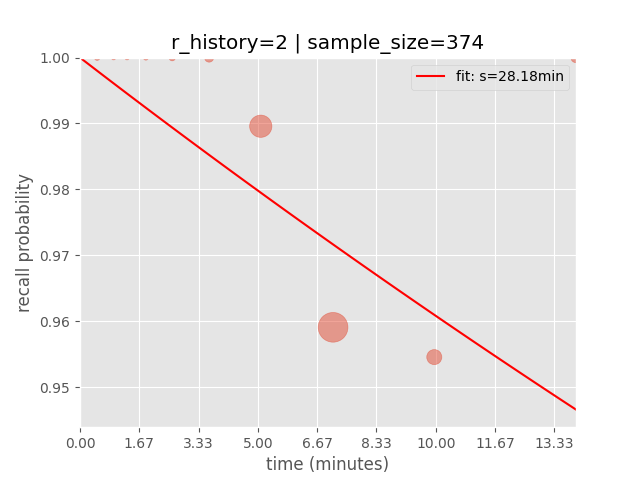 r_history=2 | sample_size=374
fit: s=28.18min
1.00
0.99
0.98
0.97
0.96
0.95
recall probability
0.00 1.67 3.33 5.00 6.67 8.33 10.00 11.67 13.33
time (minutes)